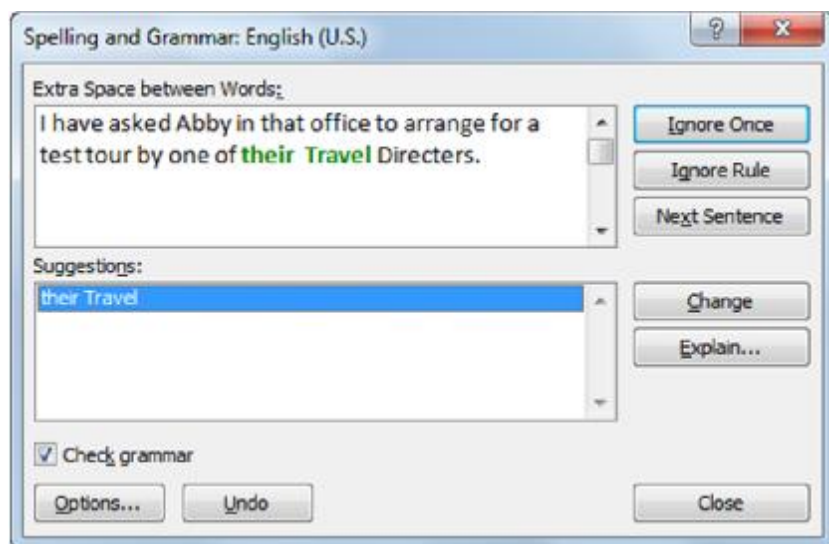 Spelling and Grammar: English (U.S.)
Extra Space between Words:
I have asked Abby in that office to arrange for a
test tour by one of their  Travel Directers.
Ignore Once
Ignore Rule
Next Sentence
Suggestions:
their Travel
Change
Explain...
Check grammar
Options...
Undo
Close